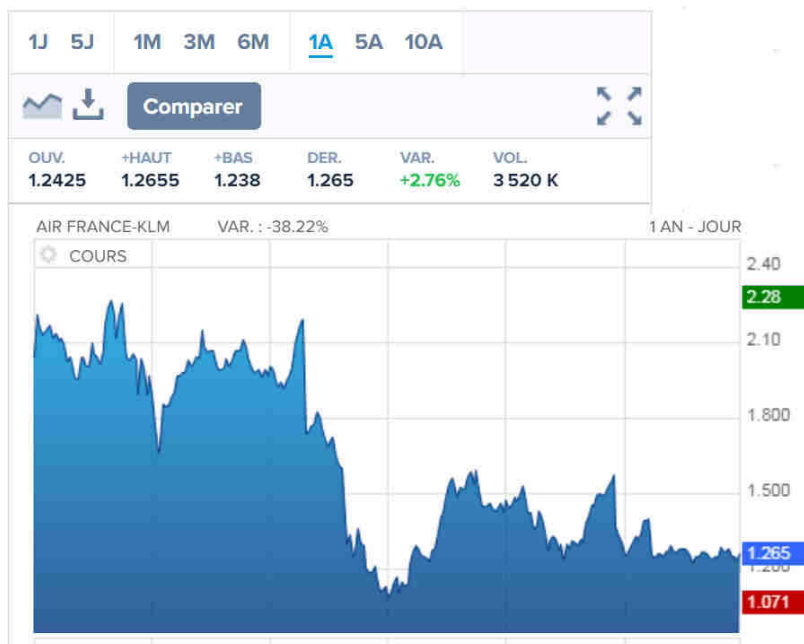 1J 5J 1M 3M 6M 1A 5A 10A
Comparer
OUV. +HAUT +BAS DER. VAR. VOL.
1.2425 1.2655 1.238 1.265 +2.76% 3 520 K
AIR FRANCE-KLM VAR. : -38.22% 1 AN - JOUR
COURS
2.40
2.28
2.10
1.800
1.500
1.265
1.200
1.071